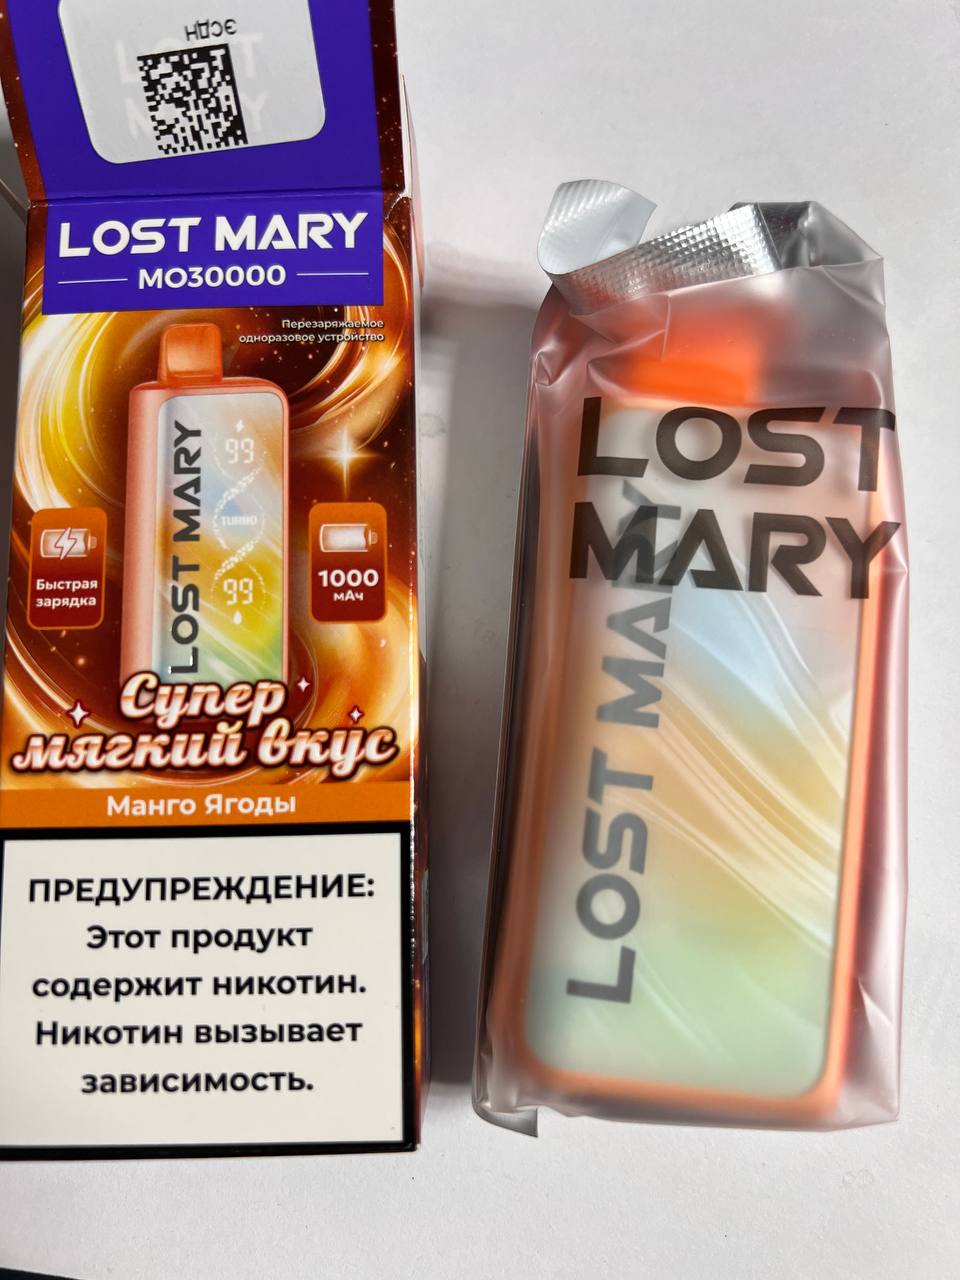 ЭСДН
LOST MARY
MO30000
Перезаряжаемое
одноразовое устройство
LOST MARY
99
TURBO
99
Быстрая
зарядка
1000
мАч
Супер
мягкий вкус
Манго Ягоды
ПРЕДУПРЕЖДЕНИЕ:
Этот продукт
содержит никотин.
Никотин вызывает
зависимость.
LOST
MARY
LOST MARY